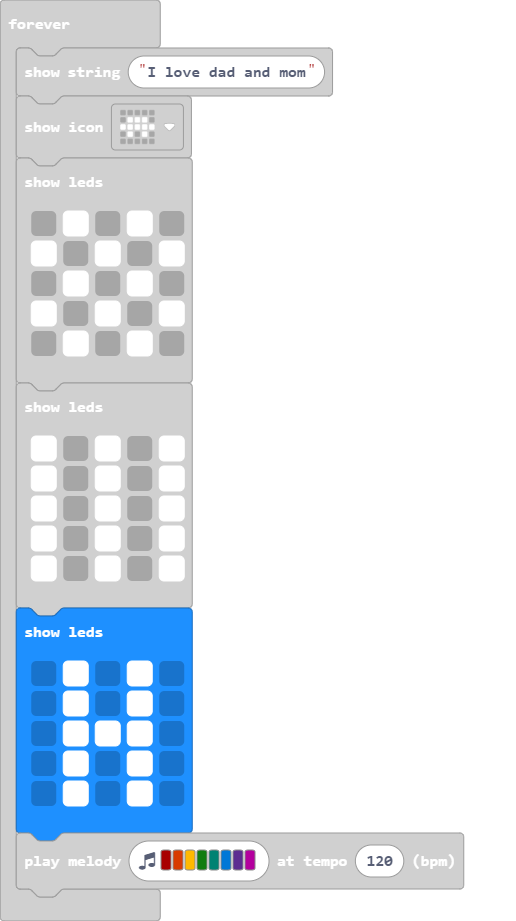 forever
show string "I love dad and mom"
show icon
show leds
show leds
show leds
play melody at tempo 120 (bpm)